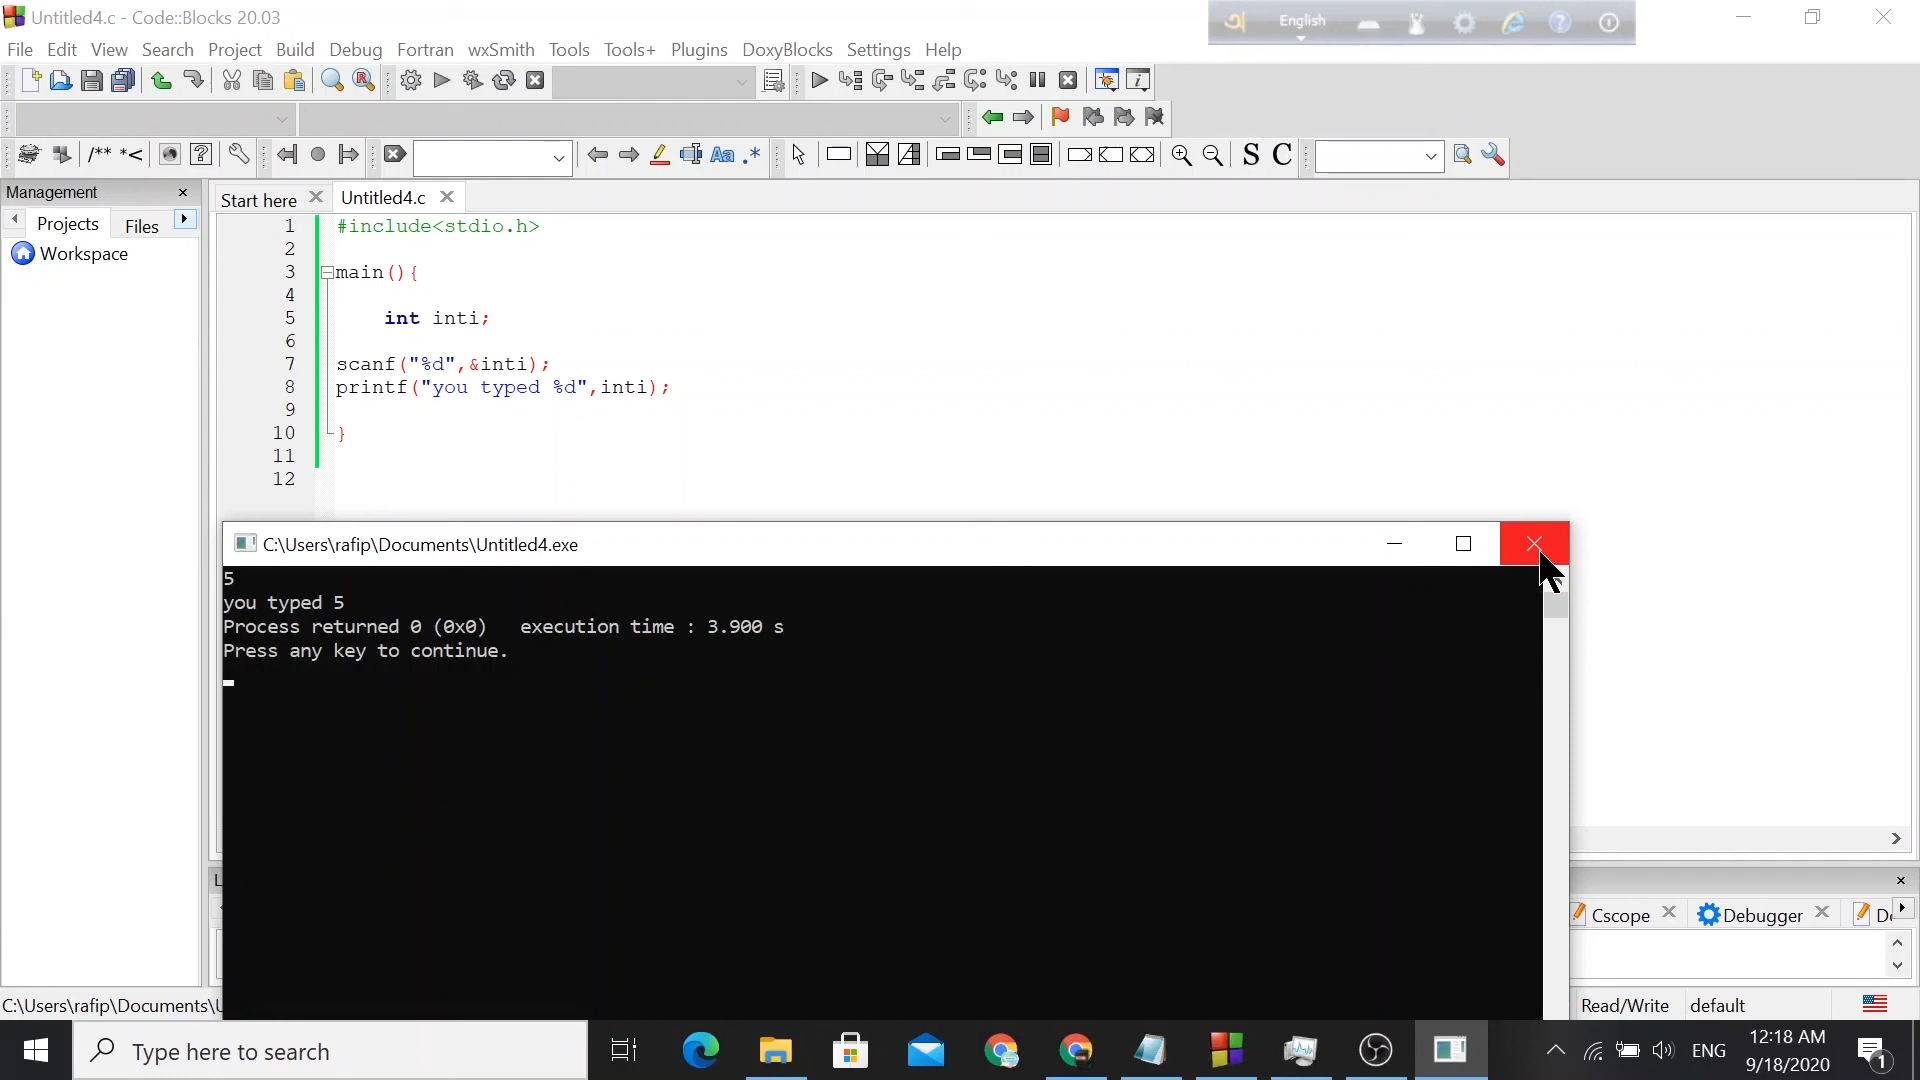 Untitled4.c - Code::Blocks 20.03
English
File Edit View Search Project Build Debug Fortran wxSmith Tools Tools+ Plugins DoxyBlocks Settings Help
/** *<
Aa .*
S C
Management
Start here
Untitled4.c
Projects Files
Workspace
1 #include<stdio.h>
2
3 main(){
4
5 int inti;
6
7 scanf("%d",&inti);
8 printf("you typed %d",inti);
9
10 }
11
12
C:\Users\rafip\Documents\Untitled4.exe
5
you typed 5
Process returned 0 (0x0) execution time : 3.900 s
Press any key to continue.
Cscope Debugger
C:\Users\rafip\Documents\
Read/Write default
Type here to search
ENG
12:18 AM
9/18/2020
1